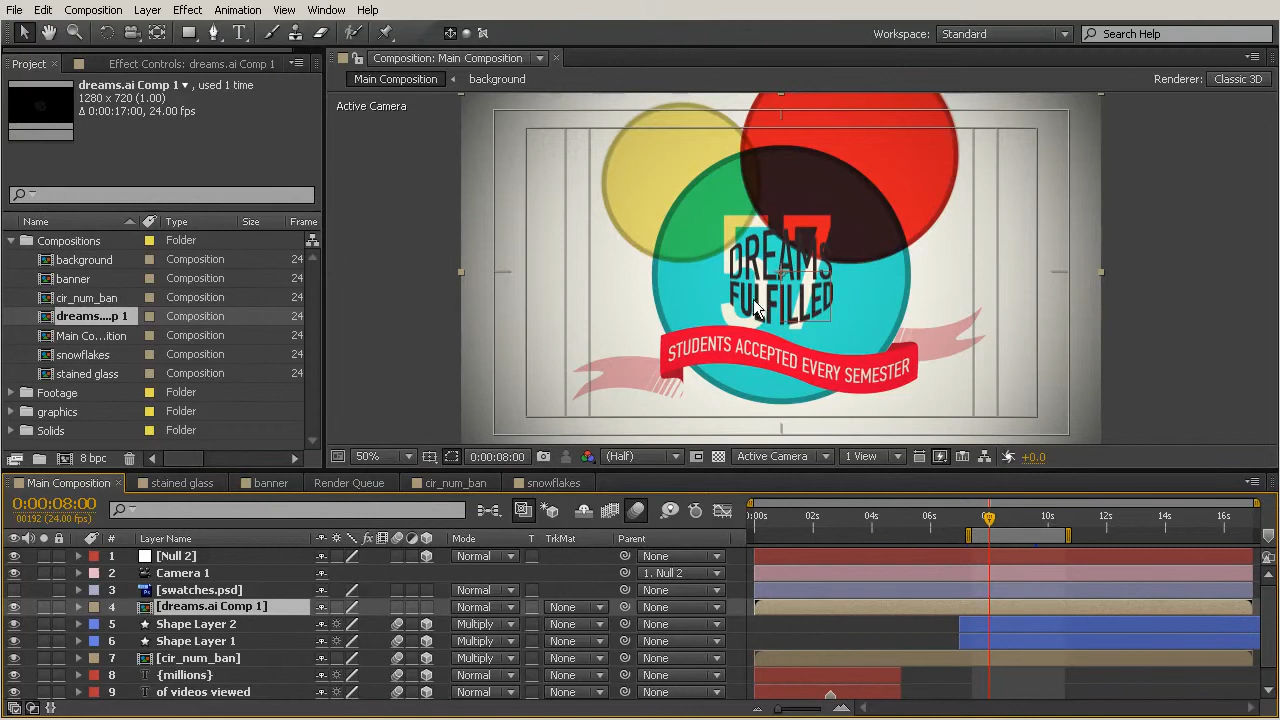 File Edit Composition Layer Effect Animation View Window Help
Workspace: Standard Search Help
Project Effect Controls: dreams.ai Comp 1 Composition: Main Composition
dreams.ai Comp 1 , used 1 time
1280 x 720 (1.00)
Δ 0:00:17:00, 24.00 fps
Main Composition background Renderer: Classic 3D
Active Camera
Name Type Size Frame
Compositions Folder
background Composition 24
banner Composition 24
cir_num_ban Composition 24
dreams....p 1 Composition 24
Main Co...ition Composition 24
snowflakes Composition 24
stained glass Composition 24
Footage Folder
graphics Folder
Solids Folder
8 bpc
DREAMS
FULFILLED
STUDENTS ACCEPTED EVERY SEMESTER
50% 0:00:08:00 (Half) Active Camera 1 View +0.0
Main Composition stained glass banner Render Queue cir_num_ban snowflakes
0:00:08:00
00192 (24.00 fps)
:00s 02s 04s 06s 10s 12s 14s 16s
# Layer Name Mode T TrkMat Parent
1 [Null 2] Normal None
2 Camera 1 1. Null 2
3 [swatches.psd] Normal None
4 [dreams.ai Comp 1] Normal None None
5 Shape Layer 2 Multiply None None
6 Shape Layer 1 Multiply None None
7 [cir_num_ban] Multiply None None
8 {millions} Normal None None
9 of videos viewed Normal None None